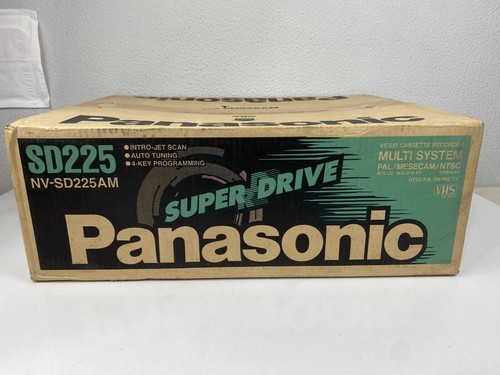 Panasonic
SD225
NV-SD225AM
● INTRO-JET SCAN
● AUTO TUNING
● 4-KEY PROGRAMMING
SUPER DRIVE
Panasonic
VIDEO CASSETTE RECORDER
MULTI SYSTEM
PAL/MESECAM/NTSC
VHS